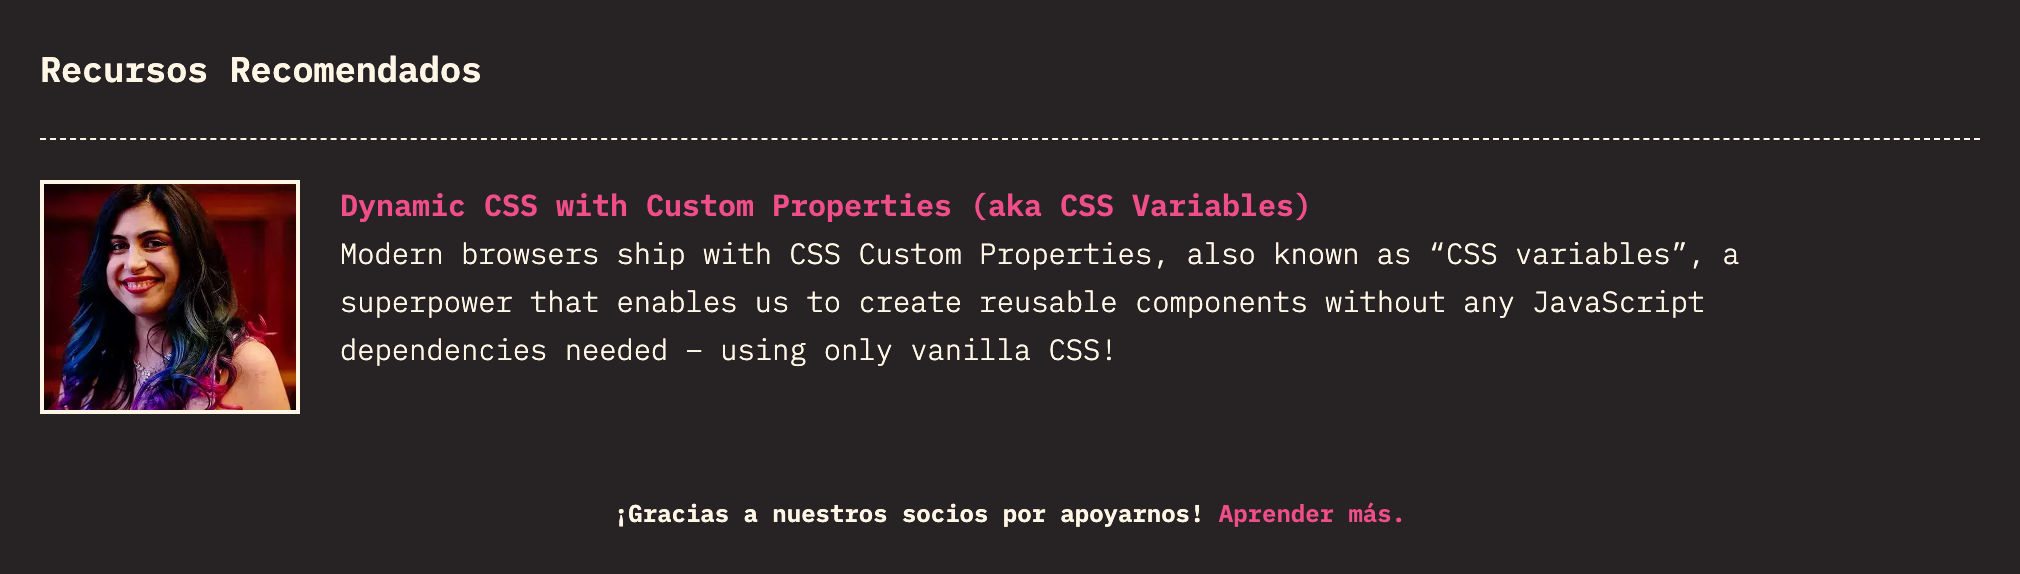 Recursos Recomendados
Dynamic CSS with Custom Properties (aka CSS Variables)
Modern browsers ship with CSS Custom Properties, also known as “CSS variables”, a
superpower that enables us to create reusable components without any JavaScript
dependencies needed – using only vanilla CSS!
¡Gracias a nuestros socios por apoyarnos! Aprender más.